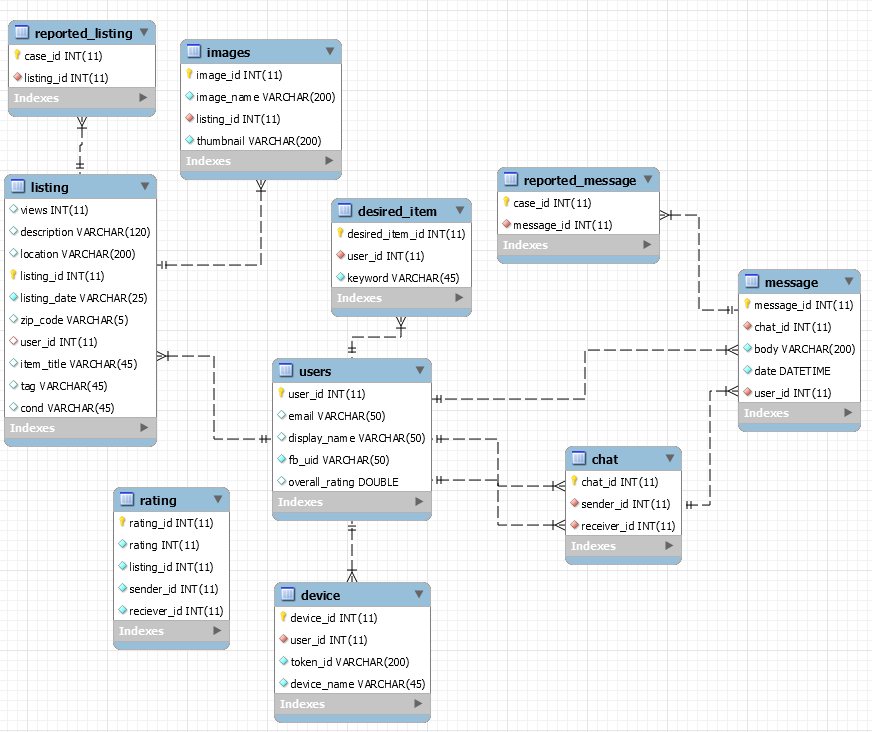 reported_listing
case_id INT(11)
listing_id INT(11)
Indexes
images
image_id INT(11)
image_name VARCHAR(200)
listing_id INT(11)
thumbnail VARCHAR(200)
Indexes
listing
views INT(11)
description VARCHAR(120)
location VARCHAR(200)
listing_id INT(11)
listing_date VARCHAR(25)
zip_code VARCHAR(5)
user_id INT(11)
item_title VARCHAR(45)
tag VARCHAR(45)
cond VARCHAR(45)
Indexes
desired_item
desired_item_id INT(11)
user_id INT(11)
keyword VARCHAR(45)
Indexes
reported_message
case_id INT(11)
message_id INT(11)
Indexes
message
message_id INT(11)
chat_id INT(11)
body VARCHAR(200)
date DATETIME
user_id INT(11)
Indexes
users
user_id INT(11)
email VARCHAR(50)
display_name VARCHAR(50)
fb_uid VARCHAR(50)
overall_rating DOUBLE
Indexes
chat
chat_id INT(11)
sender_id INT(11)
receiver_id INT(11)
Indexes
rating
rating_id INT(11)
rating INT(11)
listing_id INT(11)
sender_id INT(11)
reciever_id INT(11)
Indexes
device
device_id INT(11)
user_id INT(11)
token_id VARCHAR(200)
device_name VARCHAR(45)
Indexes